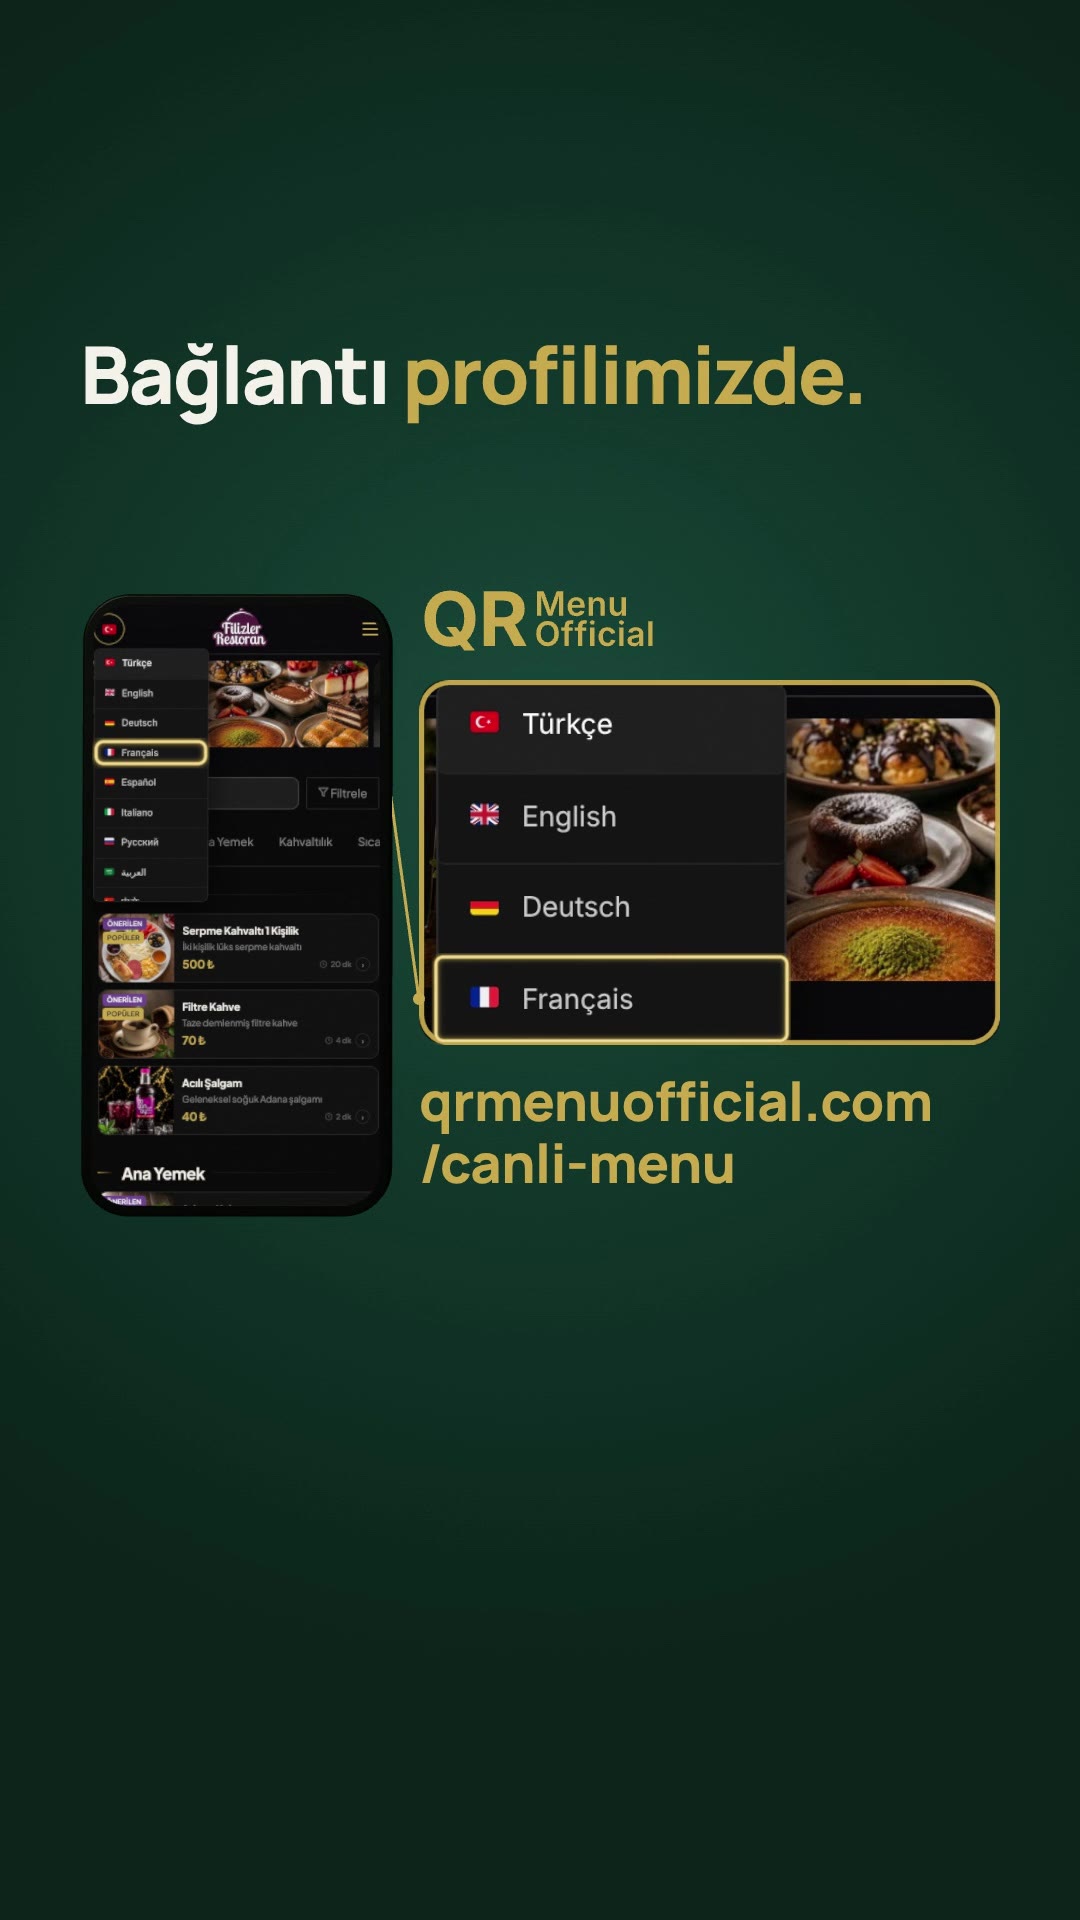 Bağlantı profilimizde.
Filizler
Restoran
Türkçe
English
Deutsch
Français
Español
Italiano
Русский
العربية
Filtrele
a Yemek Kahvaltılık Sıca
ÖNERİLEN
POPÜLER
Serpme Kahvaltı 1 Kişilik
İki kişilik lüks serpme kahvaltı
500 ₺
20 dk
ÖNERİLEN
POPÜLER
Filtre Kahve
Taze demlenmiş filtre kahve
70 ₺
4 dk
Acılı Şalgam
Geleneksel soğuk Adana şalgamı
40 ₺
2 dk
Ana Yemek
ÖNERİLEN
QR Menu
Official
Türkçe
English
Deutsch
Français
qrmenuofficial.com
/canli-menu